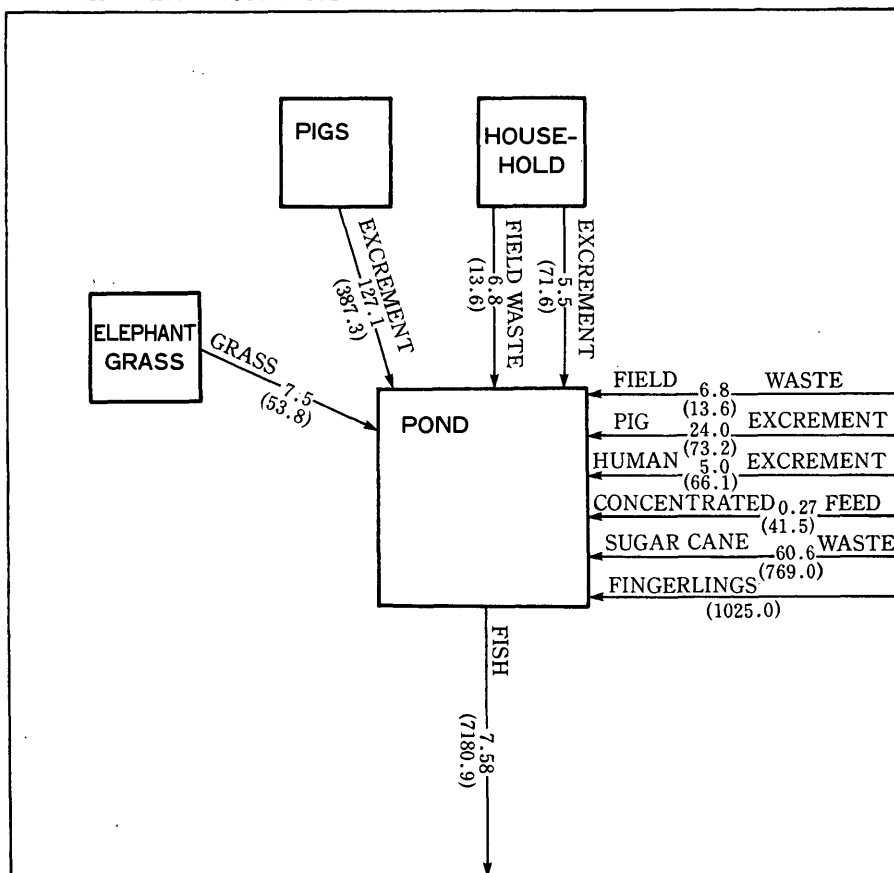 PIGS
HOUSE-
HOLD
EXCREMENT
127.1
(387.3)
FIELD WASTE
6.8
(13.6)
EXCREMENT
5.5
(71.6)
ELEPHANT
GRASS
GRASS
7.5
(53.8)
POND
FIELD 6.8 WASTE
(13.6)
PIG 24.0 EXCREMENT
(73.2)
HUMAN 5.0 EXCREMENT
(66.1)
CONCENTRATED 0.27 FEED
(41.5)
SUGAR CANE 60.6 WASTE
(769.0)
FINGERLINGS
(1025.0)
FISH
7.58
(7180.9)